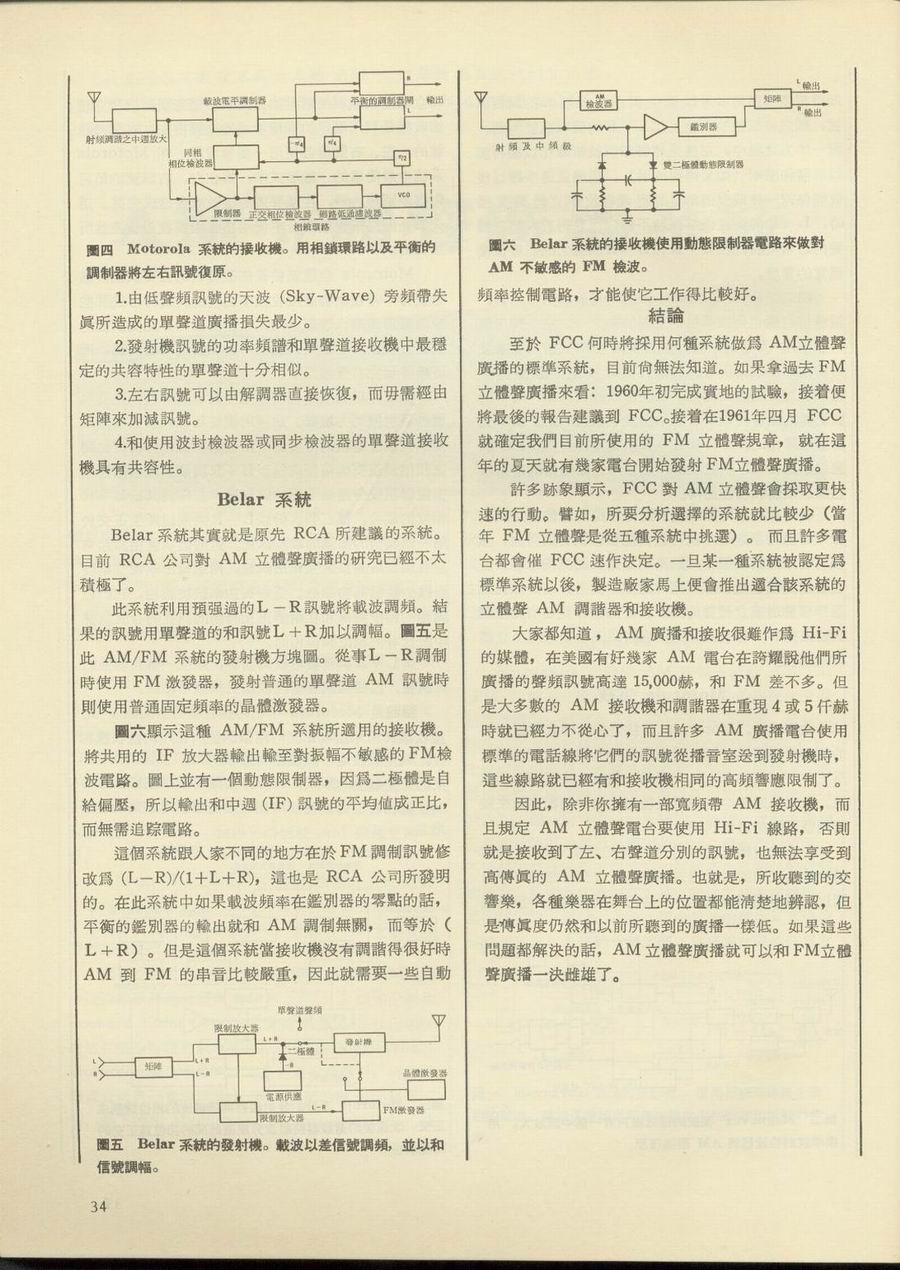 載波電平調制器
平衡的調制器閘
輸出
R
L
射頻調諧之中週放大
同相
相位檢波器
-π/4
π/4
π/2
VCO
限制器
正交相位檢波器
迴路低通濾波器
相鎖環路
圖四 Motorola 系統的接收機。用相鎖環路以及平衡的
調制器將左右訊號復原。
1.由低聲頻訊號的天波 (Sky-Wave) 旁頻帶失
眞所造成的單聲道廣播損失最少。
2.發射機訊號的功率頻譜和單聲道接收機中最穩
定的共容特性的單聲道十分相似。
3.左右訊號可以由解調器直接恢復,而毋需經由
矩陣來加減訊號。
4.和使用波封檢波器或同步檢波器的單聲道接收
機具有共容性。
Belar 系統
Belar 系統其實就是原先 RCA 所建議的系統。
目前 RCA 公司對 AM 立體聲廣播的研究已經不太
積極了。
此系統利用預强過的L－R訊號將載波調頻。結
果的訊號用單聲道的和訊號L＋R加以調幅。圖五是
此 AM/FM 系統的發射機方塊圖。從事L－R調制
時使用 FM 激發器，發射普通的單聲道 AM 訊號時
則使用普通固定頻率的晶體激發器。
圖六顯示這種 AM/FM 系統所適用的接收機。
將共用的 IF 放大器輸出輸至對振幅不敏感的FM檢
波電路。圖上並有一個動態限制器，因爲二極體是自
給偏壓，所以輸出和中週 (IF) 訊號的平均値成正比，
而無需追踪電路。
這個系統跟人家不同的地方在於FM調制訊號修
改爲 (L－R)/(1+L+R)，這也是 RCA 公司所發明
的。在此系統中如果載波頻率在鑑別器的零點的話，
平衡的鑑別器的輸出就和 AM 調制無關， 而等於（
L＋R）。但是這個系統當接收機沒有調諧得很好時
AM 到 FM 的串音比較嚴重，因此就需要一些自動
單聲道聲頻
限制放大器
L+R
發射機
二極體
L
R
矩陣
L+R
L-R
-B
電源供應
晶體激發器
限制放大器
L-R
FM激發器
圖五 Belar 系統的發射機。載波以差信號調頻，並以和
信號調幅。
34
AM
檢波器
矩陣
L 輸出
R 輸出
射頻及中頻級
鑑別器
雙二極體動態限制器
圖六 Belar 系統的接收機使用動態限制器電路來做對
AM 不敏感的 FM 檢波。
頻率控制電路，才能使它工作得比較好。
結論
至於 FCC 何時將採用何種系統做爲 AM立體聲
廣播的標準系統，目前尙無法知道。如果拿過去 FM
立體聲廣播來看：1960年初完成實地的試驗，接着便
將最後的報告建議到 FCC。接着在1961年四月 FCC
就確定我們目前所使用的 FM 立體聲規章， 就在這
年的夏天就有幾家電台開始發射FM立體聲廣播。
許多跡象顯示，FCC 對 AM 立體聲會採取更快
速的行動。譬如，所要分析選擇的系統就比較少（當
年 FM 立體聲是從五種系統中挑選）。 而且許多電
台都會催 FCC 速作決定。一旦某一種系統被認定爲
標準系統以後，製造廠家馬上便會推出適合該系統的
立體聲 AM 調諧器和接收機。
大家都知道， AM 廣播和接收很難作爲 Hi-Fi
的媒體，在美國有好幾家 AM 電台在誇耀說他們所
廣播的聲頻訊號高達 15,000赫，和 FM 差不多。但
是大多數的 AM 接收機和調諧器在重現 4 或 5 仟赫
時就已經力不從心了，而且許多 AM 廣播電台使用
標準的電話線將它們的訊號從播音室送到發射機時，
這些線路就已經有和接收機相同的高頻響應限制了。
因此，除非你擁有一部寬頻帶 AM 接收機，而
且規定 AM 立體聲電台要使用 Hi-Fi 線路， 否則
就是接收到了左、右聲道分別的訊號，也無法享受到
高傳眞的 AM 立體聲廣播。也就是，所收聽到的交
響樂，各種樂器在舞台上的位置都能清楚地辨認，但
是傳眞度仍然和以前所聽到的廣播一樣低。如果這些
問題都解決的話，AM立體聲廣播就可以和FM立體
聲廣播一決雌雄了。